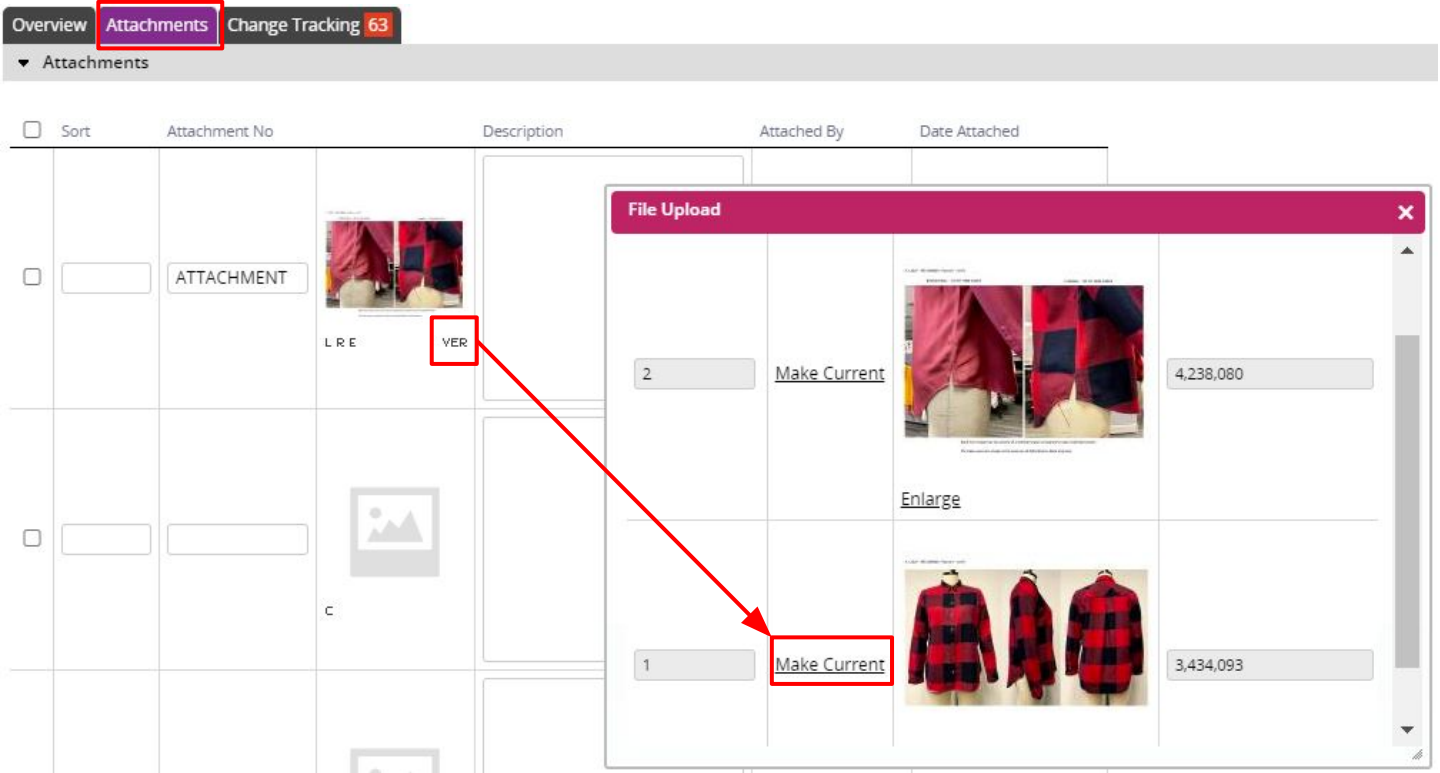 Overview Attachments Change Tracking 63
Attachments
Sort Attachment No Description Attached By Date Attached
File Upload
ATTACHMENT
L R E VER
2 Make Current 4,238,080
Enlarge
C
1 Make Current 3,434,093